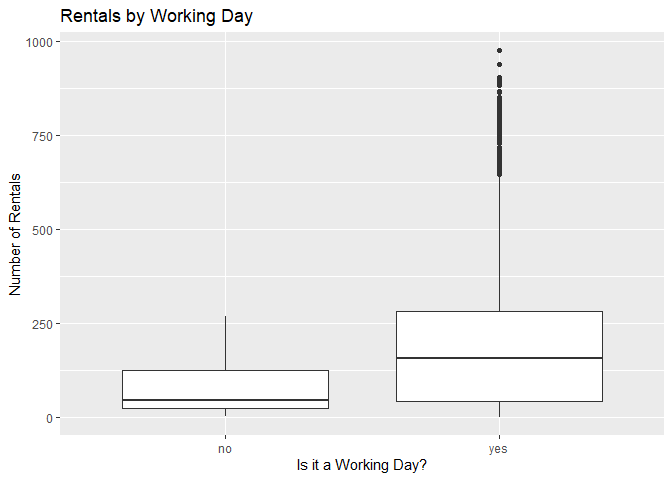 Rentals by Working Day
1000
750
500
250
0
Number of Rentals
no yes
Is it a Working Day?